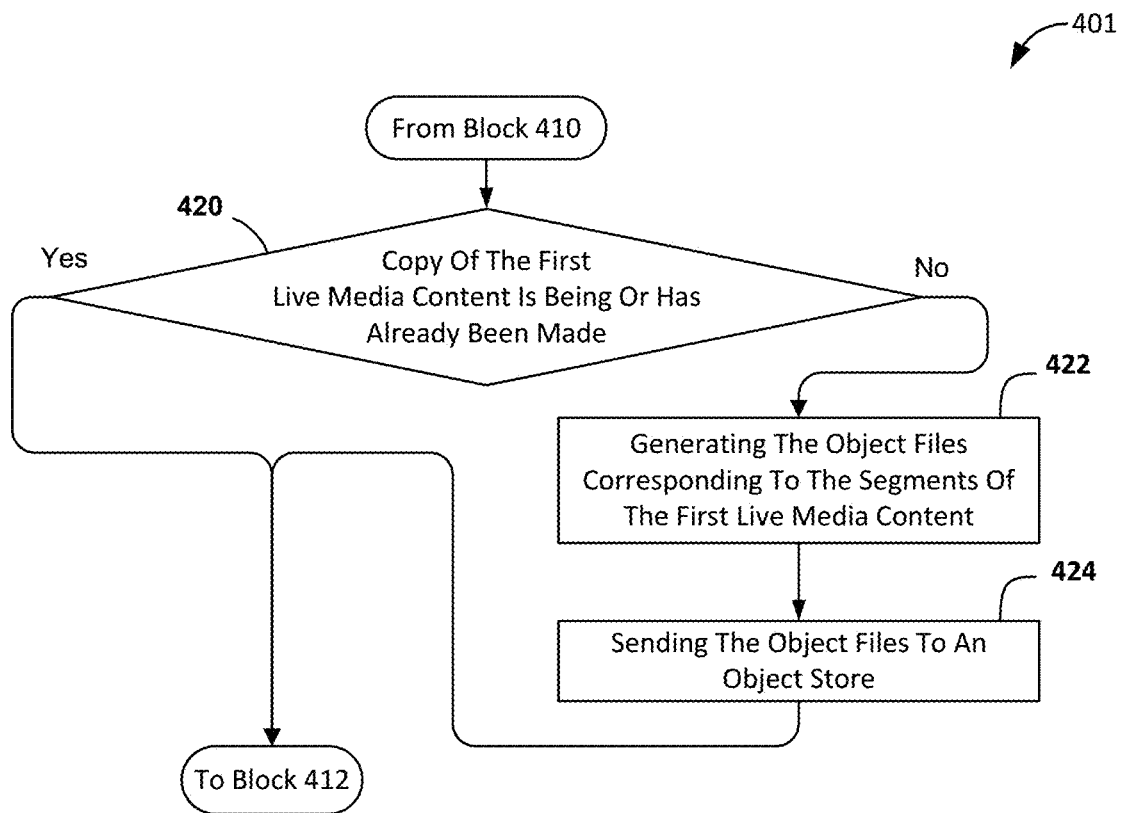 401
From Block 410
420
Yes
Copy Of The First
Live Media Content Is Being Or Has
Already Been Made
No
422
Generating The Object Files
Corresponding To The Segments Of
The First Live Media Content
424
Sending The Object Files To An
Object Store
To Block 412